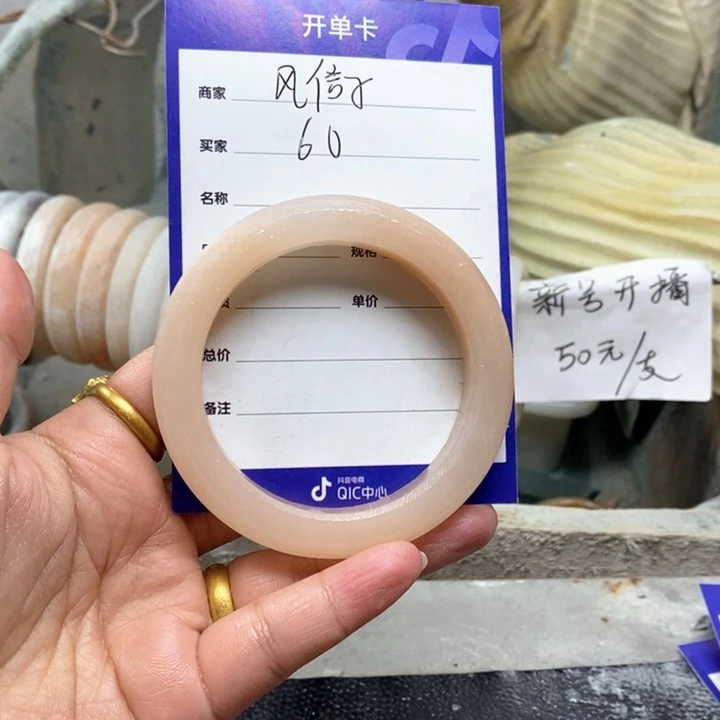 开单卡
商家 风信子
买家 60
名称
规格
单价
总价
备注
抖音电商
QIC中心
新号开播
50元/支